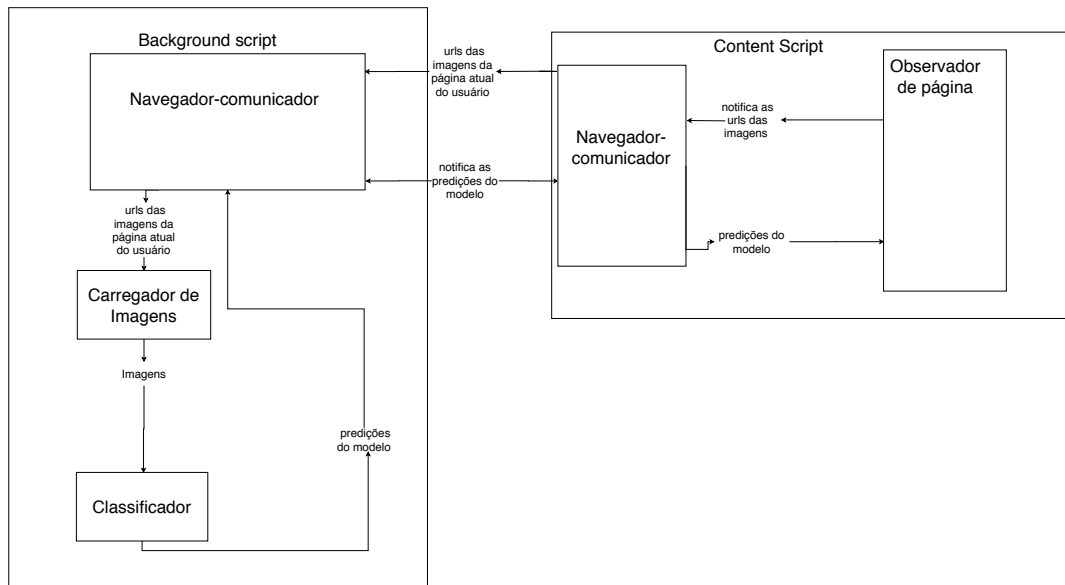 Background script
Navegador-comunicador
urls das
imagens da
página atual
do usuário
Content Script
Observador
de página
notifica as
urls das
imagens
Navegador-
comunicador
notifica as
predições do
modelo
predições do
modelo
urls das
imagens da
página atual
do usuário
Carregador de
Imagens
Imagens
predições
do modelo
Classificador